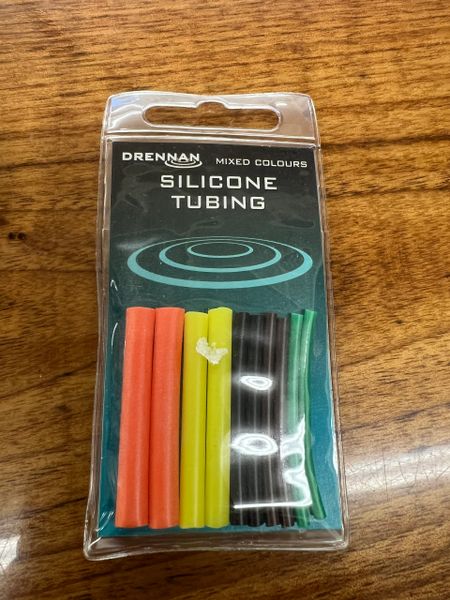 DRENNAN MIXED COLOURS
SILICONE
TUBING